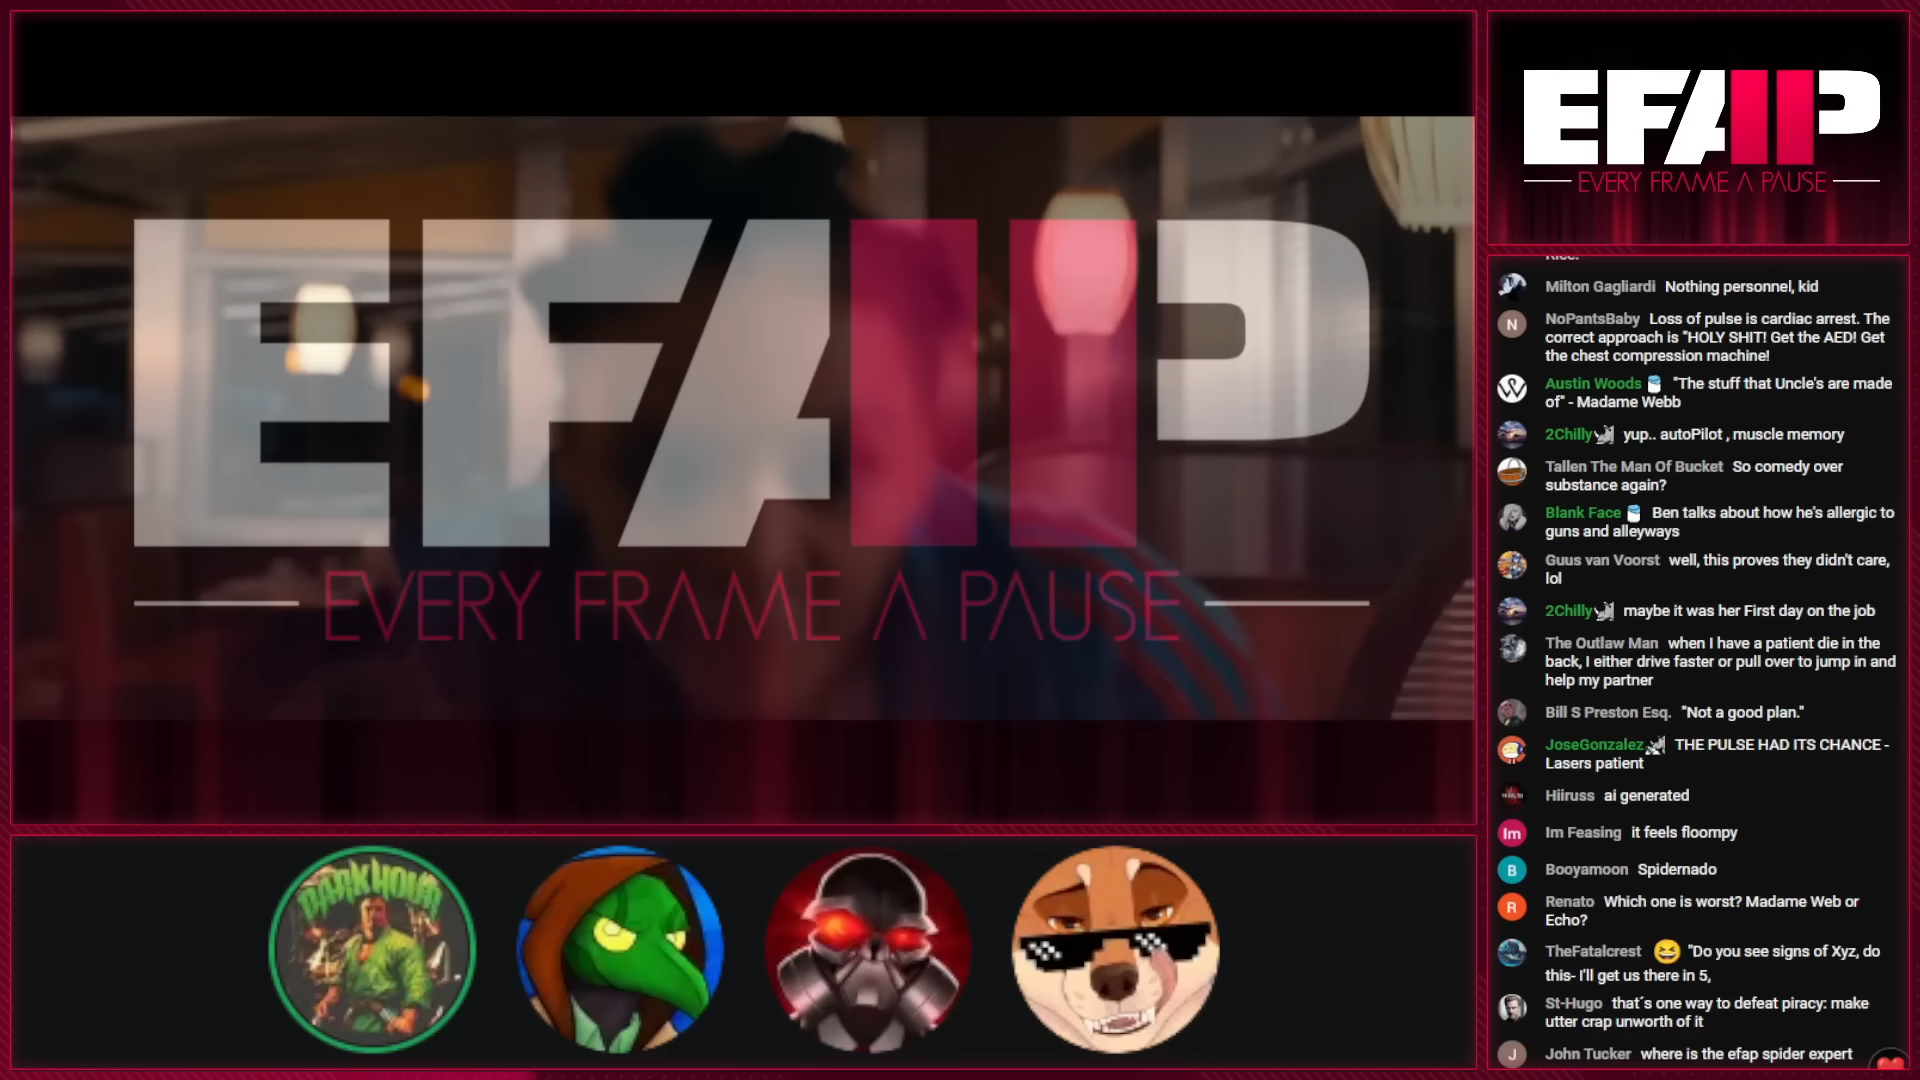 EFAP
EVERY FRAME A PAUSE
EFAP
EVERY FRAME A PAUSE
Milton Gagliardi Nothing personnel, kid
N
NoPantsBaby Loss of pulse is cardiac arrest. The
correct approach is "HOLY SHIT! Get the AED! Get
the chest compression machine!
Austin Woods "The stuff that Uncle's are made
of" - Madame Webb
2Chilly yup.. autoPilot , muscle memory
Tallen The Man Of Bucket So comedy over
substance again?
Blank Face Ben talks about how he's allergic to
guns and alleyways
Guus van Voorst well, this proves they didn't care,
lol
2Chilly maybe it was her First day on the job
The Outlaw Man when I have a patient die in the
back, I either drive faster or pull over to jump in and
help my partner
Bill S Preston Esq. "Not a good plan."
JoseGonzalez THE PULSE HAD ITS CHANCE -
Lasers patient
Hiiruss ai generated
Im
Im Feasing it feels floompy
B
Booyamoon Spidernado
R
Renato Which one is worst? Madame Web or
Echo?
TheFatalcrest "Do you see signs of Xyz, do
this- I'll get us there in 5,
St-Hugo that´s one way to defeat piracy: make
utter crap unworth of it
J
John Tucker where is the efap spider expert
DARKHOUR